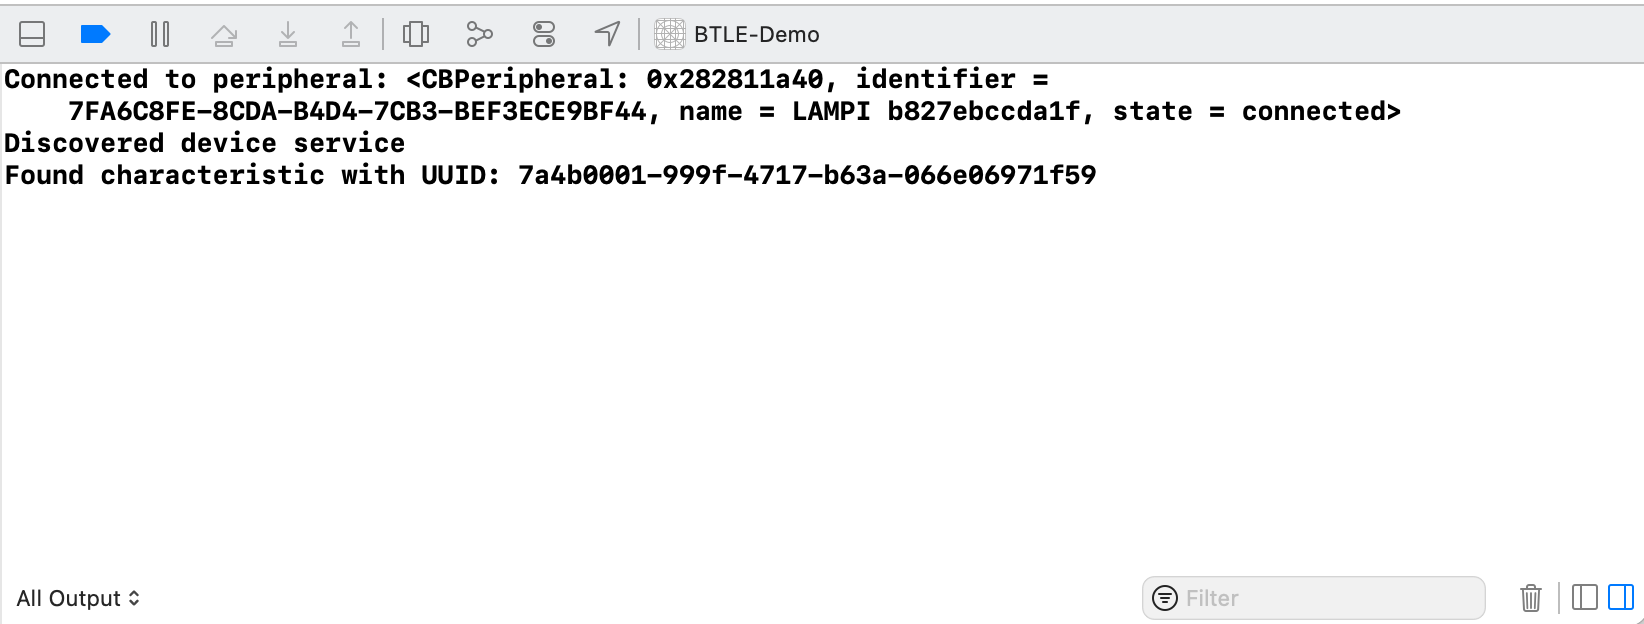 BTLE-Demo
Connected to peripheral: <CBPeripheral: 0x282811a40, identifier =
7FA6C8FE-8CDA-B4D4-7CB3-BEF3ECE9BF44, name = LAMPI b827ebccda1f, state = connected>
Discovered device service
Found characteristic with UUID: 7a4b0001-999f-4717-b63a-066e06971f59
All Output
Filter